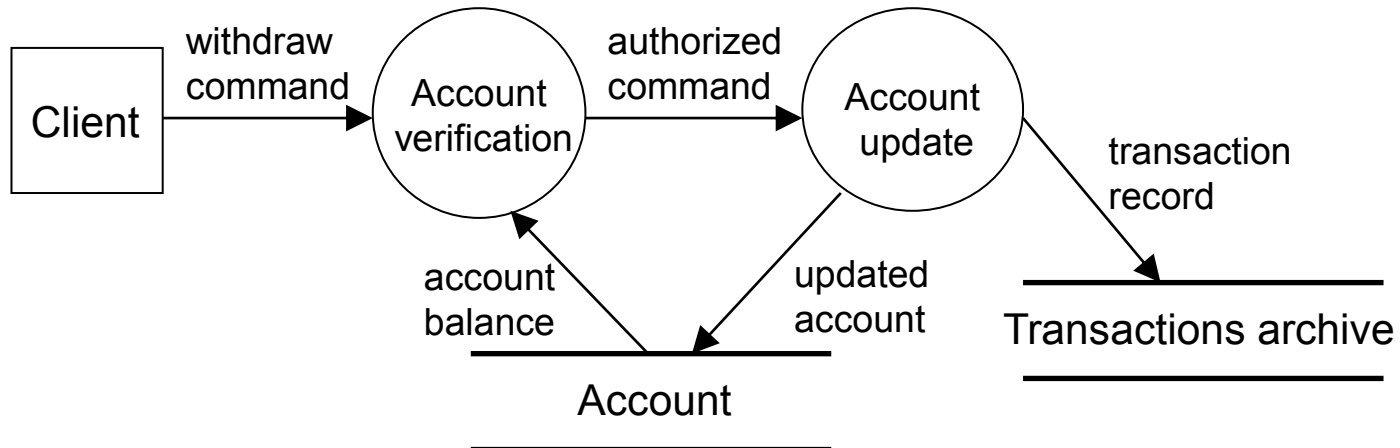 withdraw
command
authorized
command
Client
Account
verification
Account
update
transaction
record
account
balance
updated
account
Transactions archive
Account